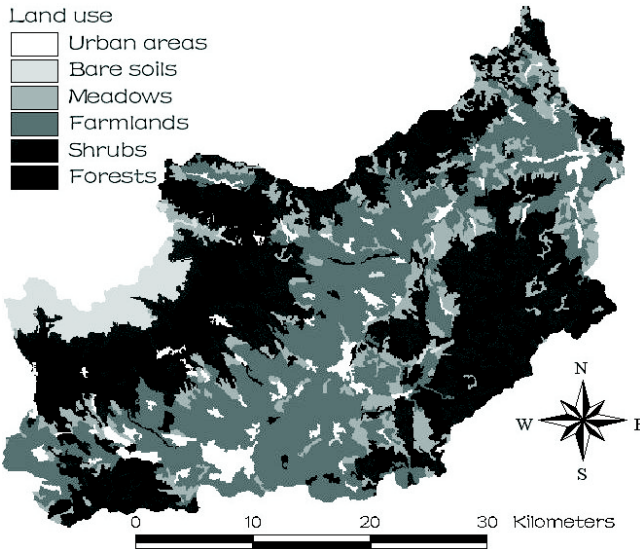 Land use
Urban areas
Bare soils
Meadows
Farmlands
Shrubs
Forests
N
W
E
S
0 10 20 30 Kilometers